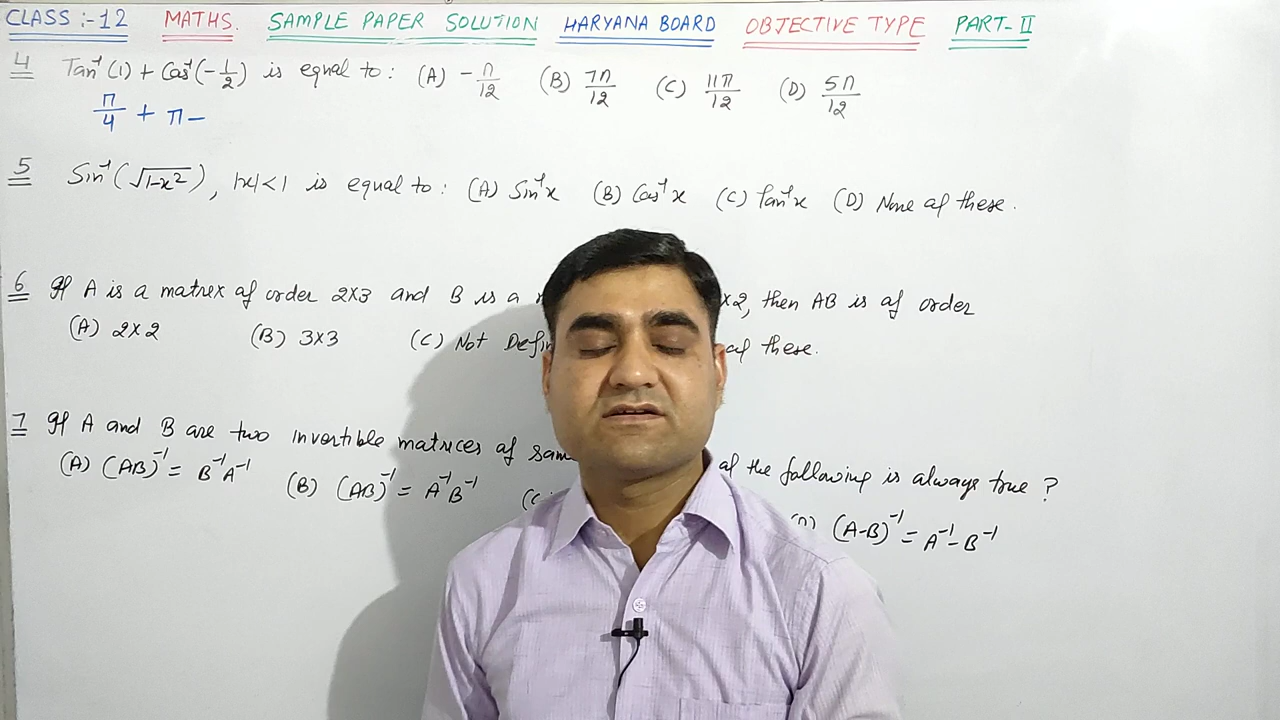 CLASS :- 12 MATHS. SAMPLE PAPER SOLUTION HARYANA BOARD OBJECTIVE TYPE PART- II
4 Tan⁻¹(1) + Cos⁻¹(-1/2) is equal to : (A) -π/12 (B) 7π/12 (C) 11π/12 (D) 5π/12
π/4 + π -
5 Sin⁻¹(√1-x²), |x|<1 is equal to : (A) Sin⁻¹x (B) Cos⁻¹x (C) Tan⁻¹x (D) None of these.
6 If A is a matrex of order 2x3 and B is a x2, then AB is of order
(A) 2x2 (B) 3x3 (C) Not of these.
7 If A and B are two invertible matrices of of the following is always true ?
(A) (AB)⁻¹ = B⁻¹A⁻¹ (B) (AB)⁻¹ = A⁻¹B⁻¹ (C) (D) (A-B)⁻¹ = A⁻¹-B⁻¹